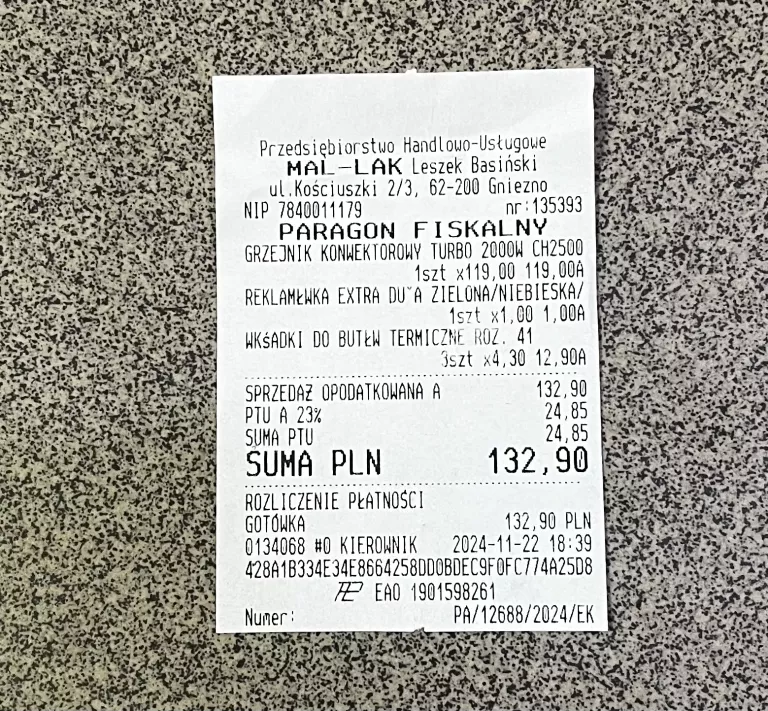 Przedsiębiorstwo Handlowo-Usługowe
MAL-LAK Leszek Basiński
ul.Kościuszki 2/3, 62-200 Gniezno
NIP 7840011179 nr:135393
PARAGON FISKALNY
GRZEJNIK KONWEKTOROWY TURBO 2000W CH2500
1szt x119,00 119,00A
REKLAMŁWKA EXTRA DU˘A ZIELONA/NIEBIESKA/
1szt x1,00 1,00A
WKśADKI DO BUTŁW TERMICZNE ROZ. 41
3szt x4,30 12,90A
SPRZEDAŻ OPODATKOWANA A 132,90
PTU A 23% 24,85
SUMA PTU 24,85
SUMA PLN 132,90
ROZLICZENIE PŁATNOŚCI
GOTÓWKA 132,90 PLN
0134068 #0 KIEROWNIK 2024-11-22 18:39
428A1B334E34E8664258DD0BDEC9F0FC774A25D8
EAO 1901598261
Numer: PA/12688/2024/EK